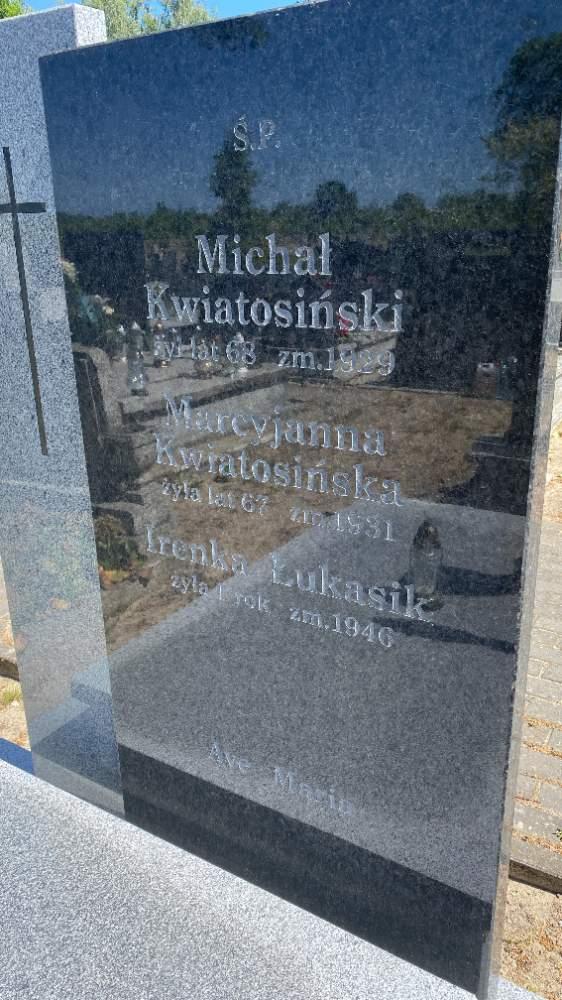 Ś.P.
Michał
Kwiatosiński
żył lat 68 zm.1929
Marcyjanna
Kwiatosińska
żyła lat 67 zm.1931
Irenka Łukasik
żyła 1 rok zm.1946
Ave Maria